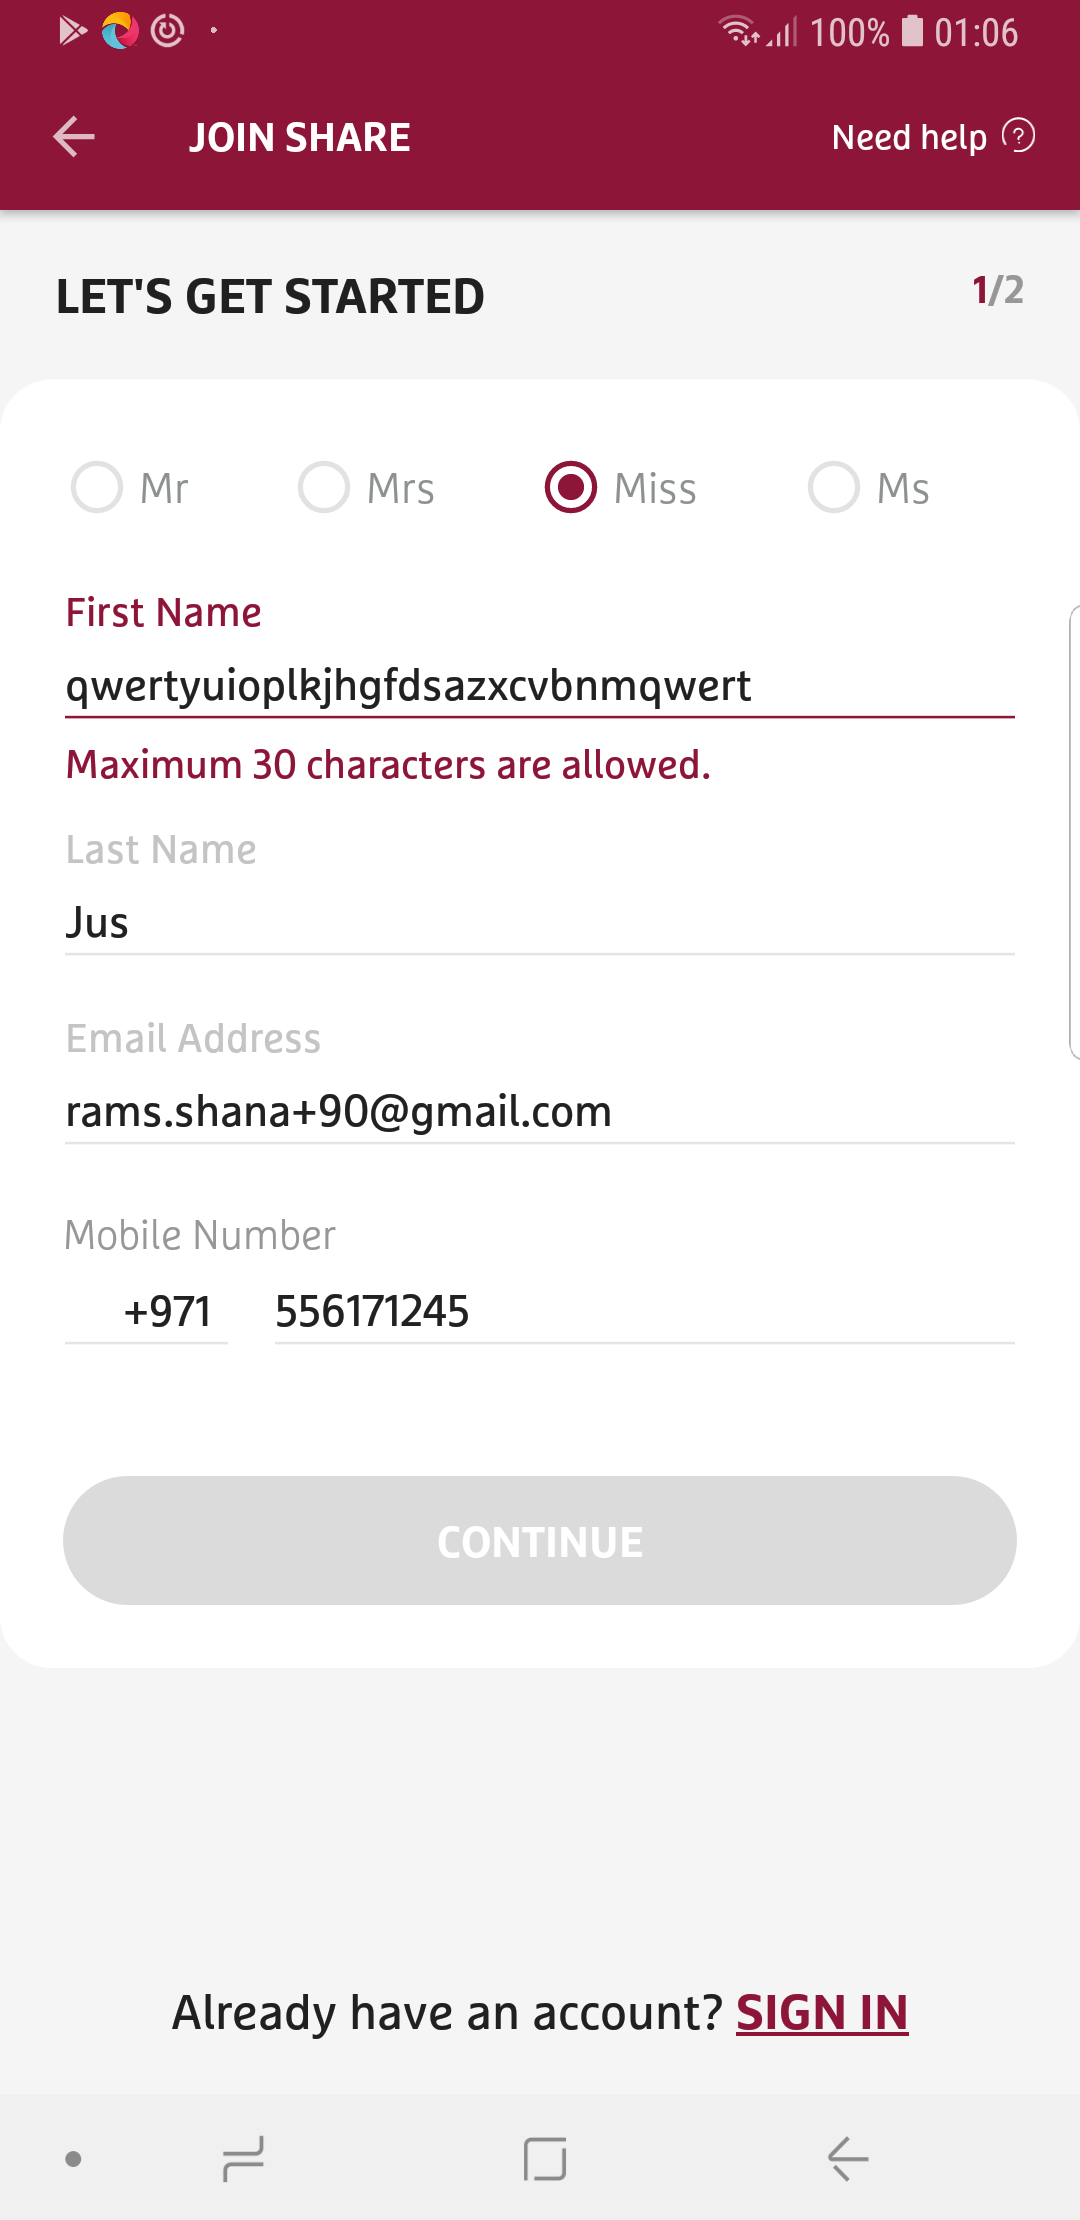 100% 01:06
JOIN SHARE Need help ?
LET'S GET STARTED 1/2
Mr Mrs Miss Ms
First Name
qwertyuioplkjhgfdsazxcvbnmqwert
Maximum 30 characters are allowed.
Last Name
Jus
Email Address
rams.shana+90@gmail.com
Mobile Number
+971 556171245
CONTINUE
Already have an account? SIGN IN